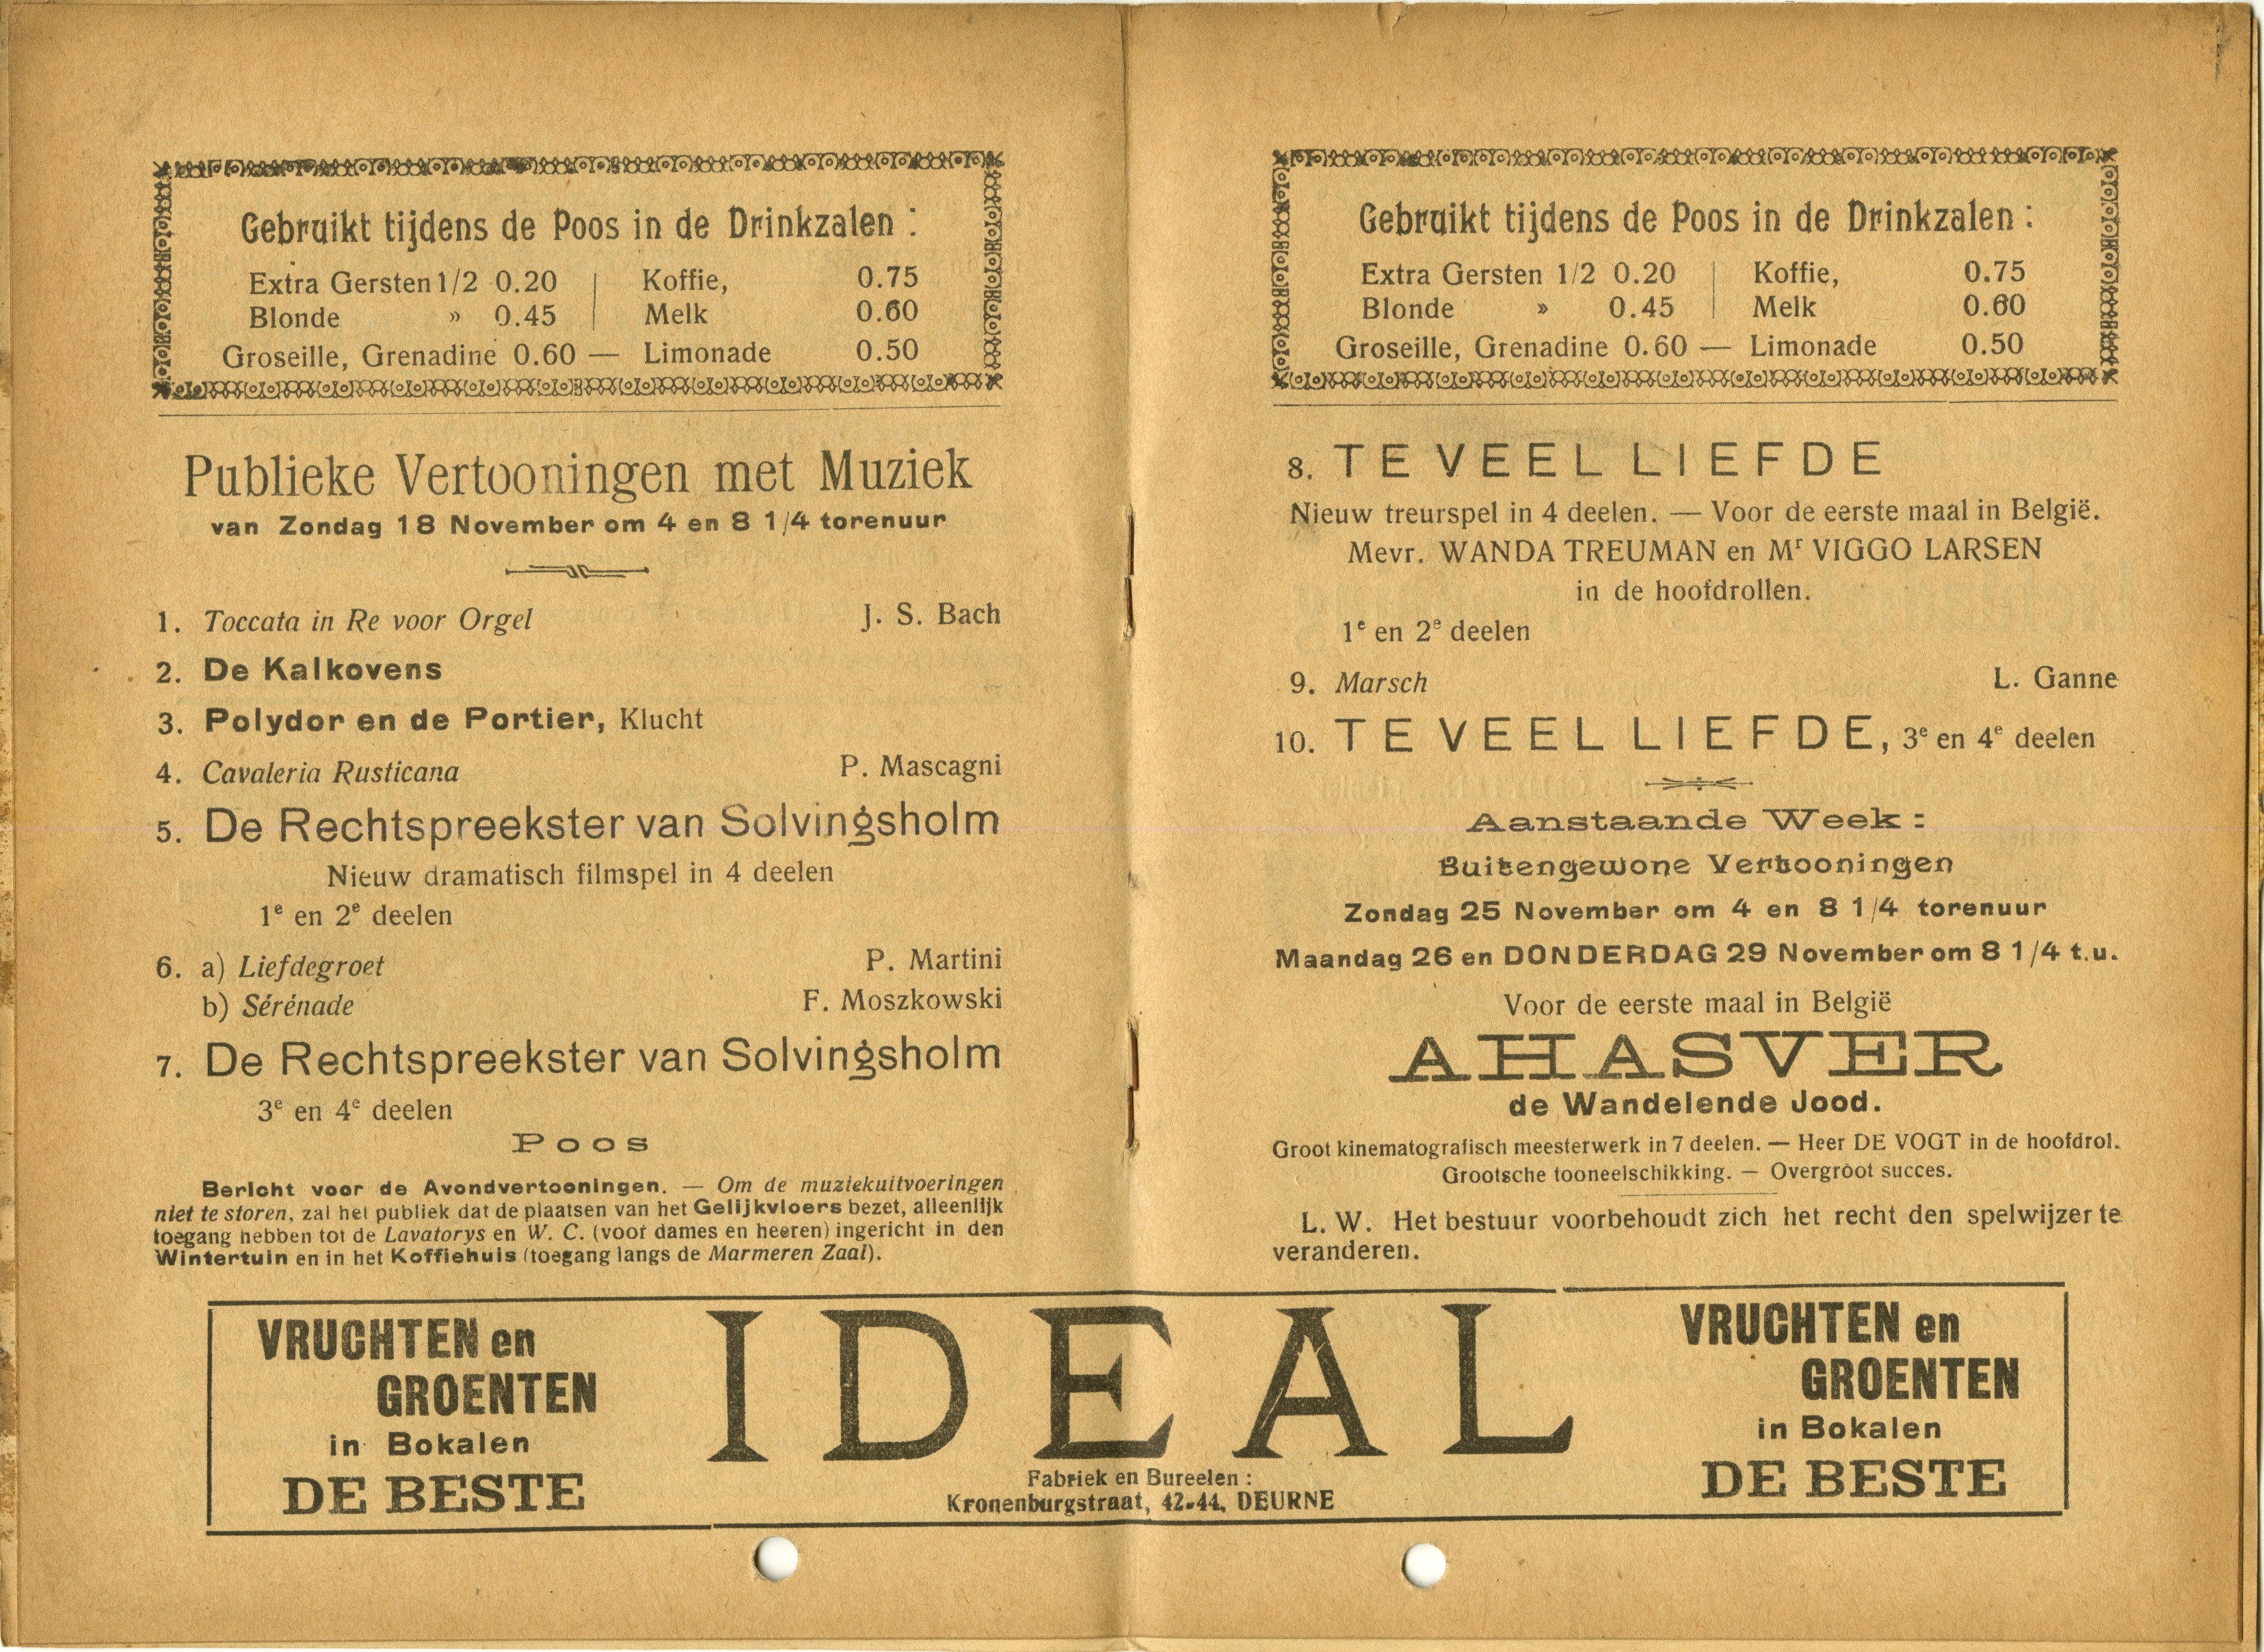 Gebruikt tijdens de Poos in de Drinkzalen :
Extra Gersten 1/2 0.20 | Koffie, 0.75
Blonde » 0.45 | Melk 0.60
Groseille, Grenadine 0.60 — Limonade 0.50
Publieke Vertooningen met Muziek
van Zondag 18 November om 4 en 8 1/4 torenuur
1. Toccata in Re voor Orgel J. S. Bach
2. De Kalkovens
3. Polydor en de Portier, Klucht
4. Cavaleria Rusticana P. Mascagni
5. De Rechtspreekster van Solvingsholm
Nieuw dramatisch filmspel in 4 deelen
1e en 2e deelen
6. a) Liefdegroet P. Martini
b) Sérénade F. Moszkowski
7. De Rechtspreekster van Solvingsholm
3e en 4e deelen
Poos
Bericht voor de Avondvertooningen. — Om de muziekuitvoeringen
niet te storen, zal het publiek dat de plaatsen van het Gelijkvloers bezet, alleenlijk
toegang hebben tot de Lavatorys en W. C. (voor dames en heeren) ingericht in den
Wintertuin en in het Koffiehuis (toegang langs de Marmeren Zaal).
Gebruikt tijdens de Poos in de Drinkzalen :
Extra Gersten 1/2 0.20 | Koffie, 0.75
Blonde » 0.45 | Melk 0.60
Groseille, Grenadine 0.60 — Limonade 0.50
8. TE VEEL LIEFDE
Nieuw treurspel in 4 deelen. — Voor de eerste maal in België.
Mevr. WANDA TREUMAN en Mr VIGGO LARSEN
in de hoofdrollen.
1e en 2e deelen
9. Marsch L. Ganne
10. TE VEEL LIEFDE, 3e en 4e deelen
Aanstaande Week :
Buitengewone Vertooningen
Zondag 25 November om 4 en 8 1/4 torenuur
Maandag 26 en DONDERDAG 29 November om 8 1/4 t.u.
Voor de eerste maal in België
AHASVER
de Wandelende Jood.
Groot kinematografisch meesterwerk in 7 deelen. — Heer DE VOGT in de hoofdrol.
Grootsche tooneelschikking. — Overgroot succes.
L. W. Het bestuur voorbehoudt zich het recht den spelwijzer te
veranderen.
VRUCHTEN en
GROENTEN
in Bokalen
DE BESTE
IDEAL
Fabriek en Bureelen :
Kronenburgstraat, 42-44, DEURNE
VRUCHTEN en
GROENTEN
in Bokalen
DE BESTE